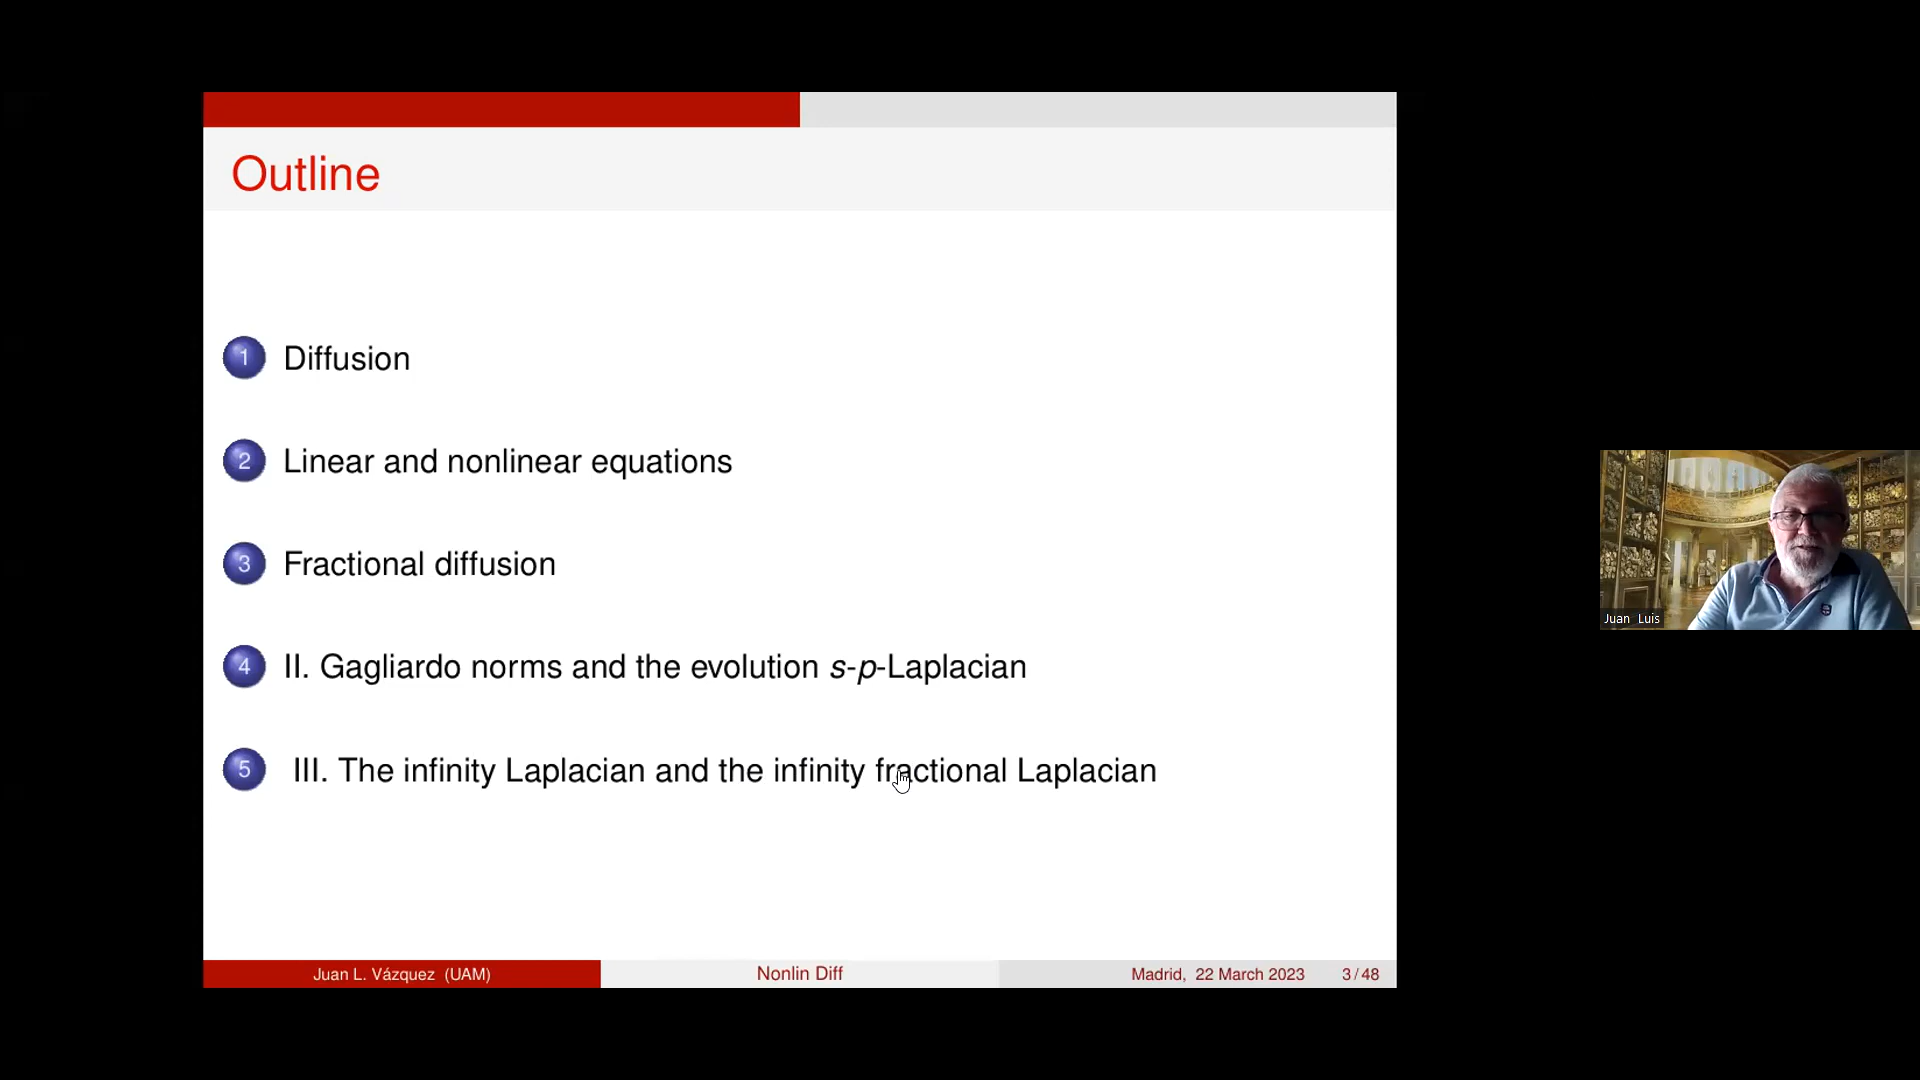 Outline
1 Diffusion
2 Linear and nonlinear equations
3 Fractional diffusion
4 II. Gagliardo norms and the evolution s-p-Laplacian
5 III. The infinity Laplacian and the infinity fractional Laplacian
Juan Luis
Juan L. Vázquez (UAM) Nonlin Diff Madrid, 22 March 2023 3/48